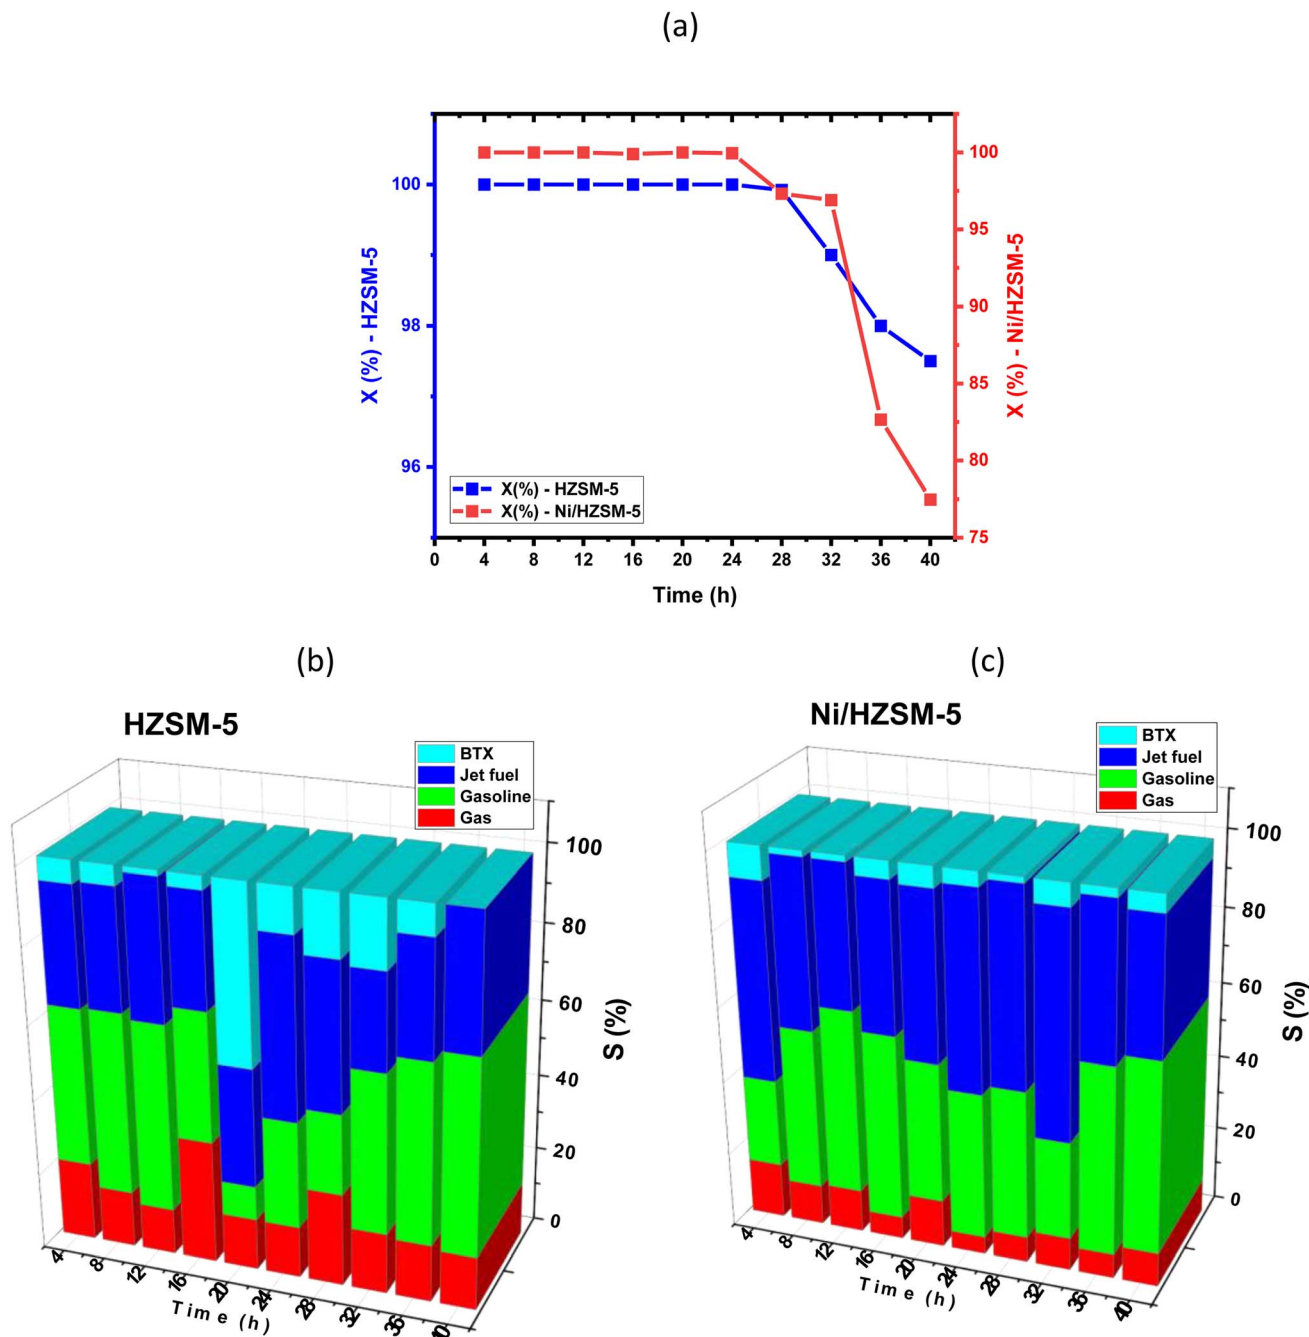 (a)
100
98
96
X (%) - HZSM-5
100
95
90
85
80
75
X (%) - Ni/HZSM-5
X(%) - HZSM-5
X(%) - Ni/HZSM-5
0 4 8 12 16 20 24 28 32 36 40
Time (h)
(b)
HZSM-5
BTX
Jet fuel
Gasoline
Gas
100
80
60
40
20
0
S (%)
4 8 12 16 20 24 28 32 36 40
Time (h)
(c)
Ni/HZSM-5
BTX
Jet fuel
Gasoline
Gas
100
80
60
40
20
0
S (%)
4 8 12 16 20 24 28 32 36 40
Time (h)